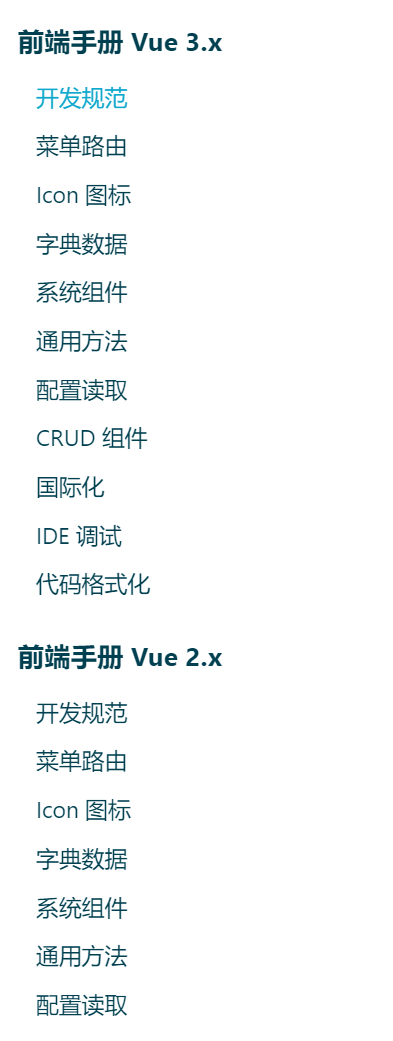 前端手册 Vue 3.x
开发规范
菜单路由
Icon 图标
字典数据
系统组件
通用方法
配置读取
CRUD 组件
国际化
IDE 调试
代码格式化
前端手册 Vue 2.x
开发规范
菜单路由
Icon 图标
字典数据
系统组件
通用方法
配置读取